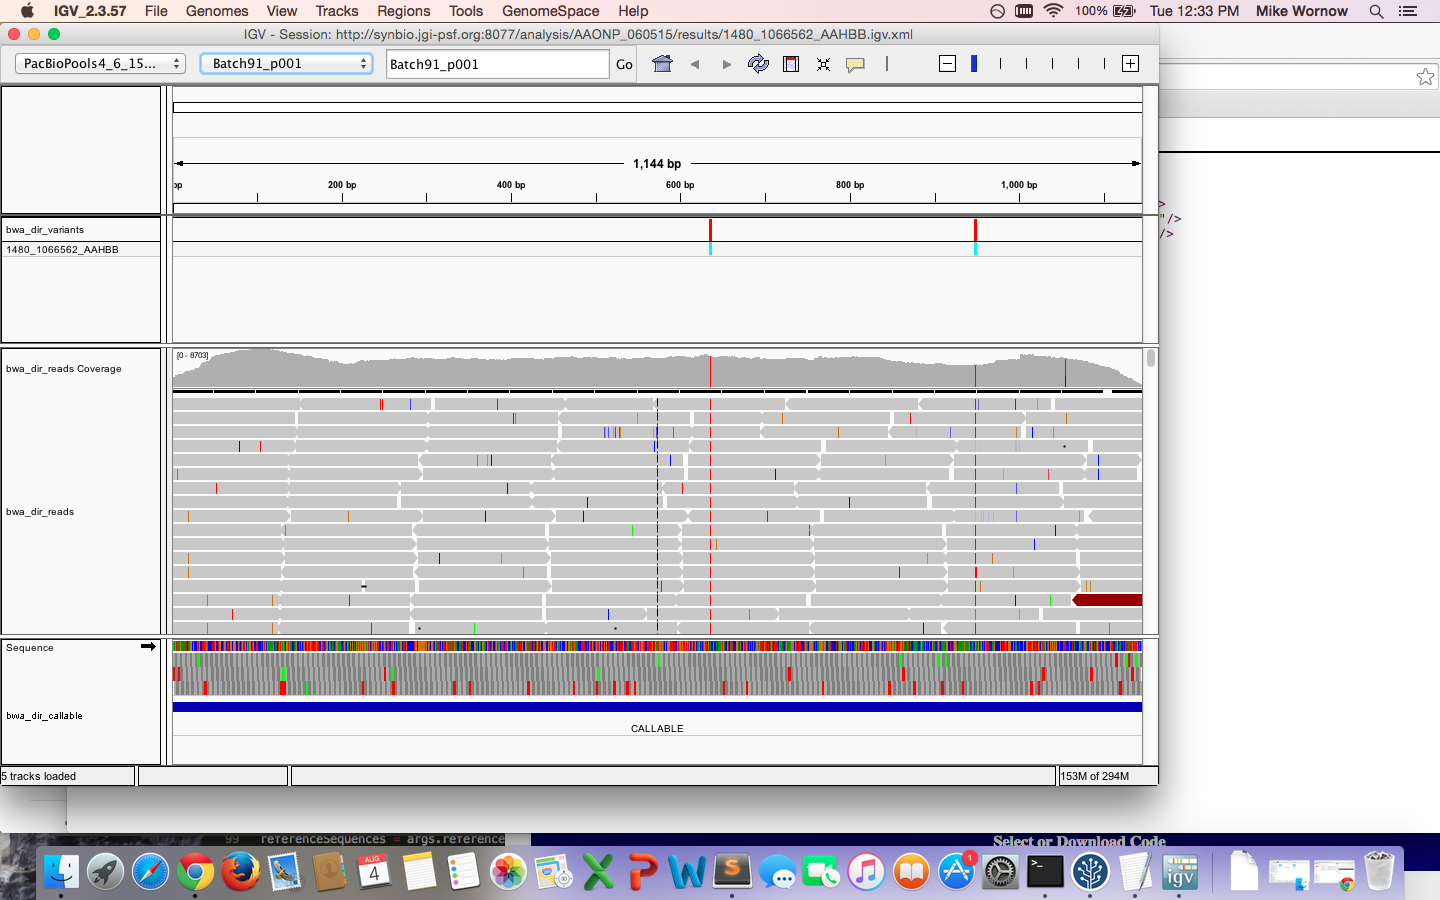 IGV_2.3.57 File Genomes View Tracks Regions Tools GenomeSpace Help 100% Tue 12:33 PM Mike Wornow
IGV - Session: http://synbio.jgi-psf.org:8077/analysis/AAONP_060515/results/1480_1066562_AAHBB.igv.xml
PacBioPools4_6_15... Batch91_p001 Batch91_p001 Go
1,144 bp
bp 200 bp 400 bp 600 bp 800 bp 1,000 bp
>
"/>
/>
bwa_dir_variants
1480_1066562_AAHBB
[0 - 8703]
bwa_dir_reads Coverage
bwa_dir_reads
Sequence
bwa_dir_callable
CALLABLE
5 tracks loaded 153M of 294M
99 referenceSequences = args.reference
Select or Download Code
AUG
4
1
igv